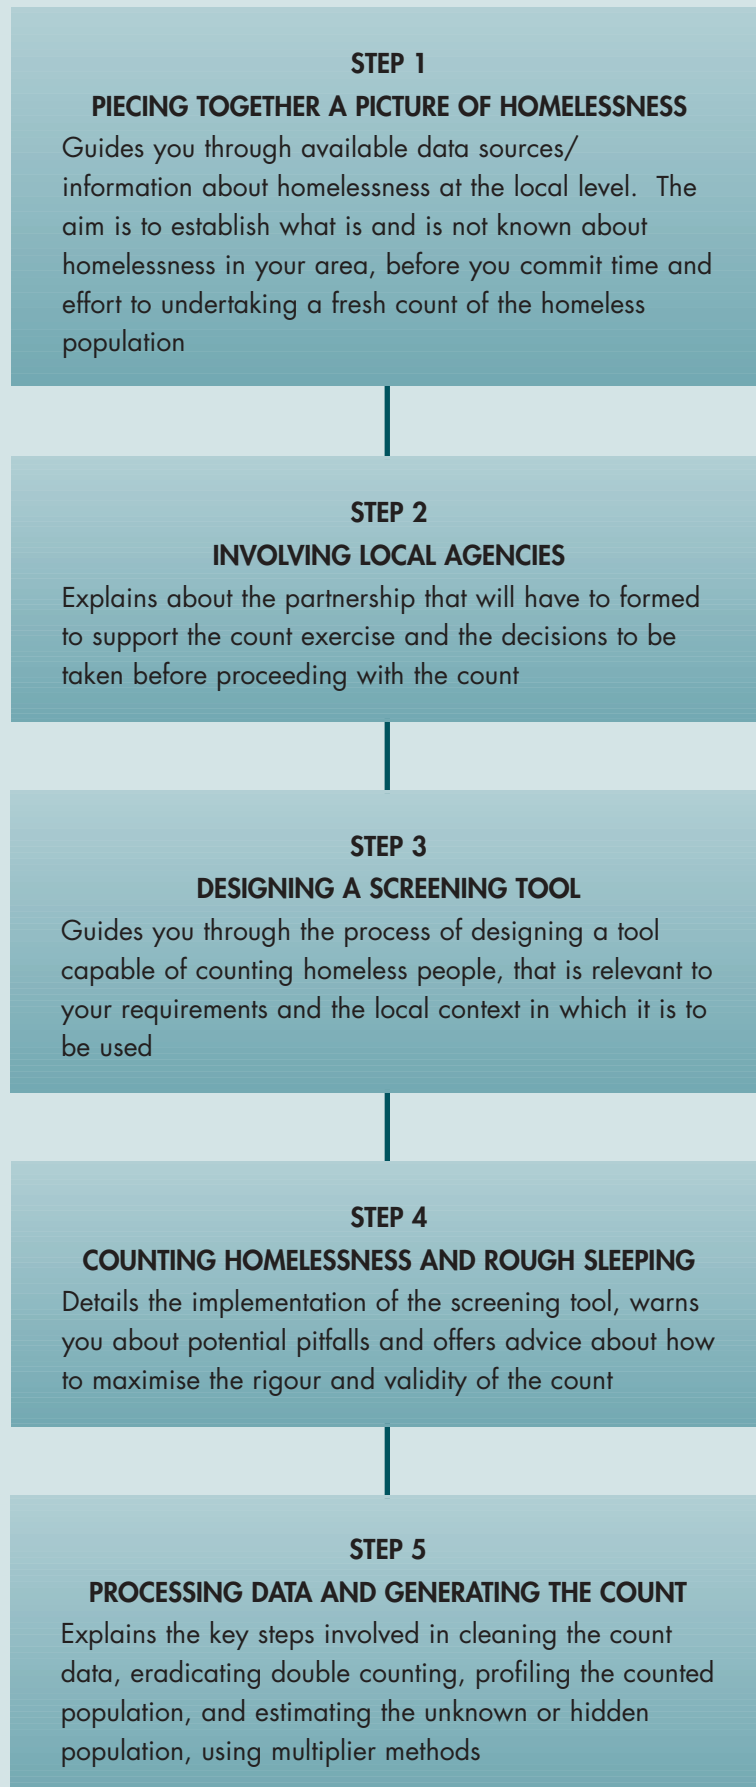 STEP 1
PIECING TOGETHER A PICTURE OF HOMELESSNESS
Guides you through available data sources/
information about homelessness at the local level.  The
aim is to establish what is and is not known about
homelessness in your area, before you commit time and
effort to undertaking a fresh count of the homeless
population
STEP 2
INVOLVING LOCAL AGENCIES
Explains about the partnership that will have to formed
to support the count exercise and the decisions to be
taken before proceeding with the count
STEP 3
DESIGNING A SCREENING TOOL
Guides you through the process of designing a tool
capable of counting homeless people, that is relevant to
your requirements and the local context in which it is to
be used
STEP 4
COUNTING HOMELESSNESS AND ROUGH SLEEPING
Details the implementation of the screening tool, warns
you about potential pitfalls and offers advice about how
to maximise the rigour and validity of the count
STEP 5
PROCESSING DATA AND GENERATING THE COUNT
Explains the key steps involved in cleaning the count
data, eradicating double counting, profiling the counted
population, and estimating the unknown or hidden
population, using multiplier methods